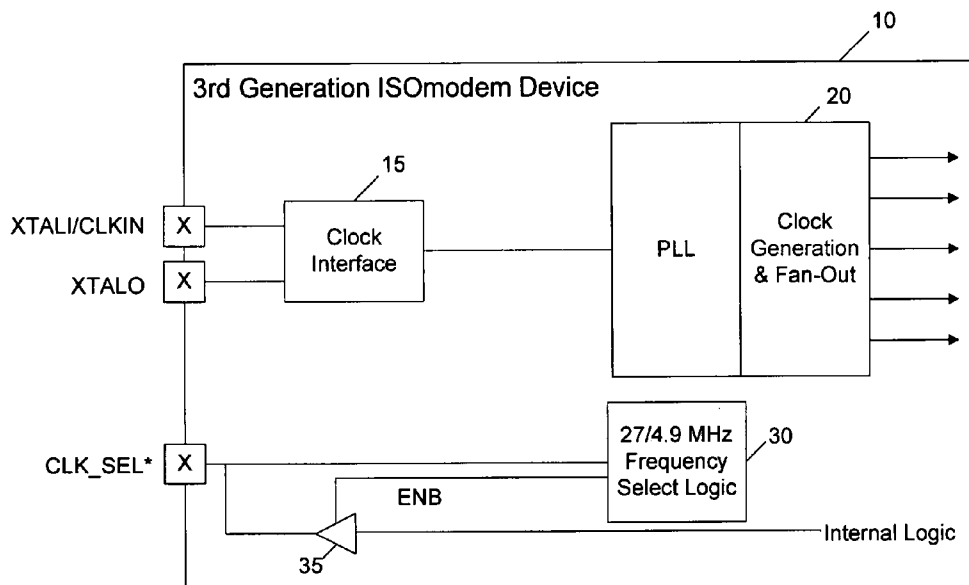 10
3rd Generation ISOmodem Device
20
15
XTALI/CLKIN
X
Clock
Interface
XTALO
X
PLL
Clock
Generation
& Fan-Out
CLK_SEL*
X
27/4.9 MHz
Frequency
Select Logic
30
ENB
35
Internal Logic